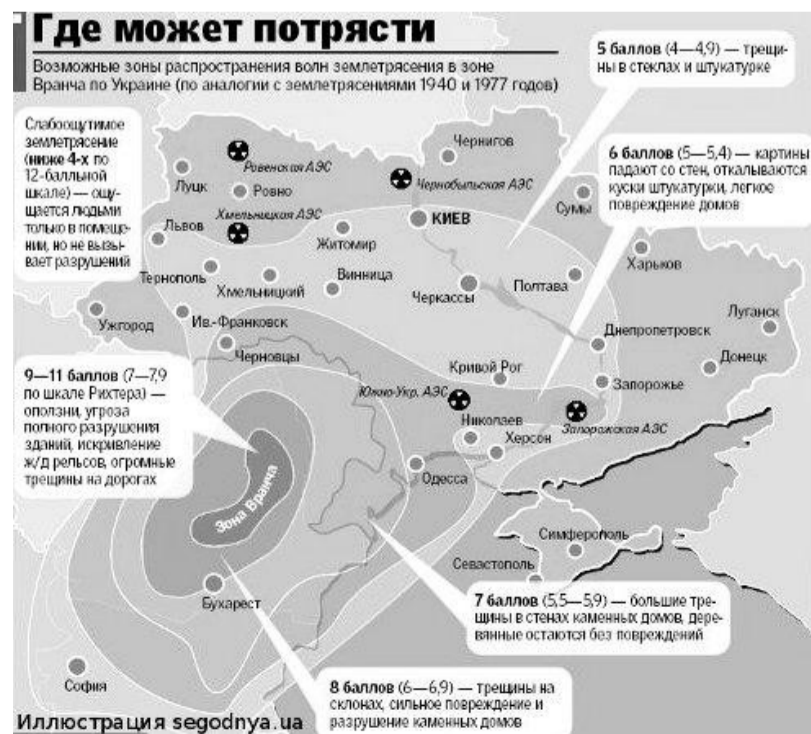 Где может потрясти
Возможные зоны распространения волн землетрясения в зоне
Вранча по Украине (по аналогии с землетрясениями 1940 и 1977 годов)
5 баллов (4—4,9) — трещи-
ны в стеклах и штукатурке
Слабоощутимое
землетрясение
(ниже 4-х по
12-балльной
шкале) — ощу-
щается людьми
только в помеще-
нии, но не вызы-
вает разрушений
6 баллов (5—5,4) — картины
падают со стен, откалываются
куски штукатурки, легкое
повреждение домов
Чернигов
Ровенская АЭС
Луцк
Ровно
Чернобыльская АЭС
Сумы
Хмельницкая АЭС
КИЕВ
Львов
Житомир
Харьков
Тернополь
Хмельницкий
Винница
Черкассы
Полтава
Луганск
Ужгород
Ив.-Франковск
Днепропетровск
Черновцы
Донецк
Кривой Рог
Запорожье
9—11 баллов (7—7,9
по шкале Рихтера) —
оползни, угроза
полного разрушения
зданий, искривление
ж/д рельсов, огромные
трещины на дорогах
Южно-Укр. АЭС
Николаев
Запорожская АЭС
Херсон
Одесса
Зона Вранча
Симферополь
Севастополь
Бухарест
7 баллов (5,5—5,9) — большие тре-
щины в стенах каменных домов, дере-
вянные остаются без повреждений
София
8 баллов (6—6,9) — трещины на
склонах, сильное повреждение и
разрушение каменных домов
Иллюстрация segodnya.ua